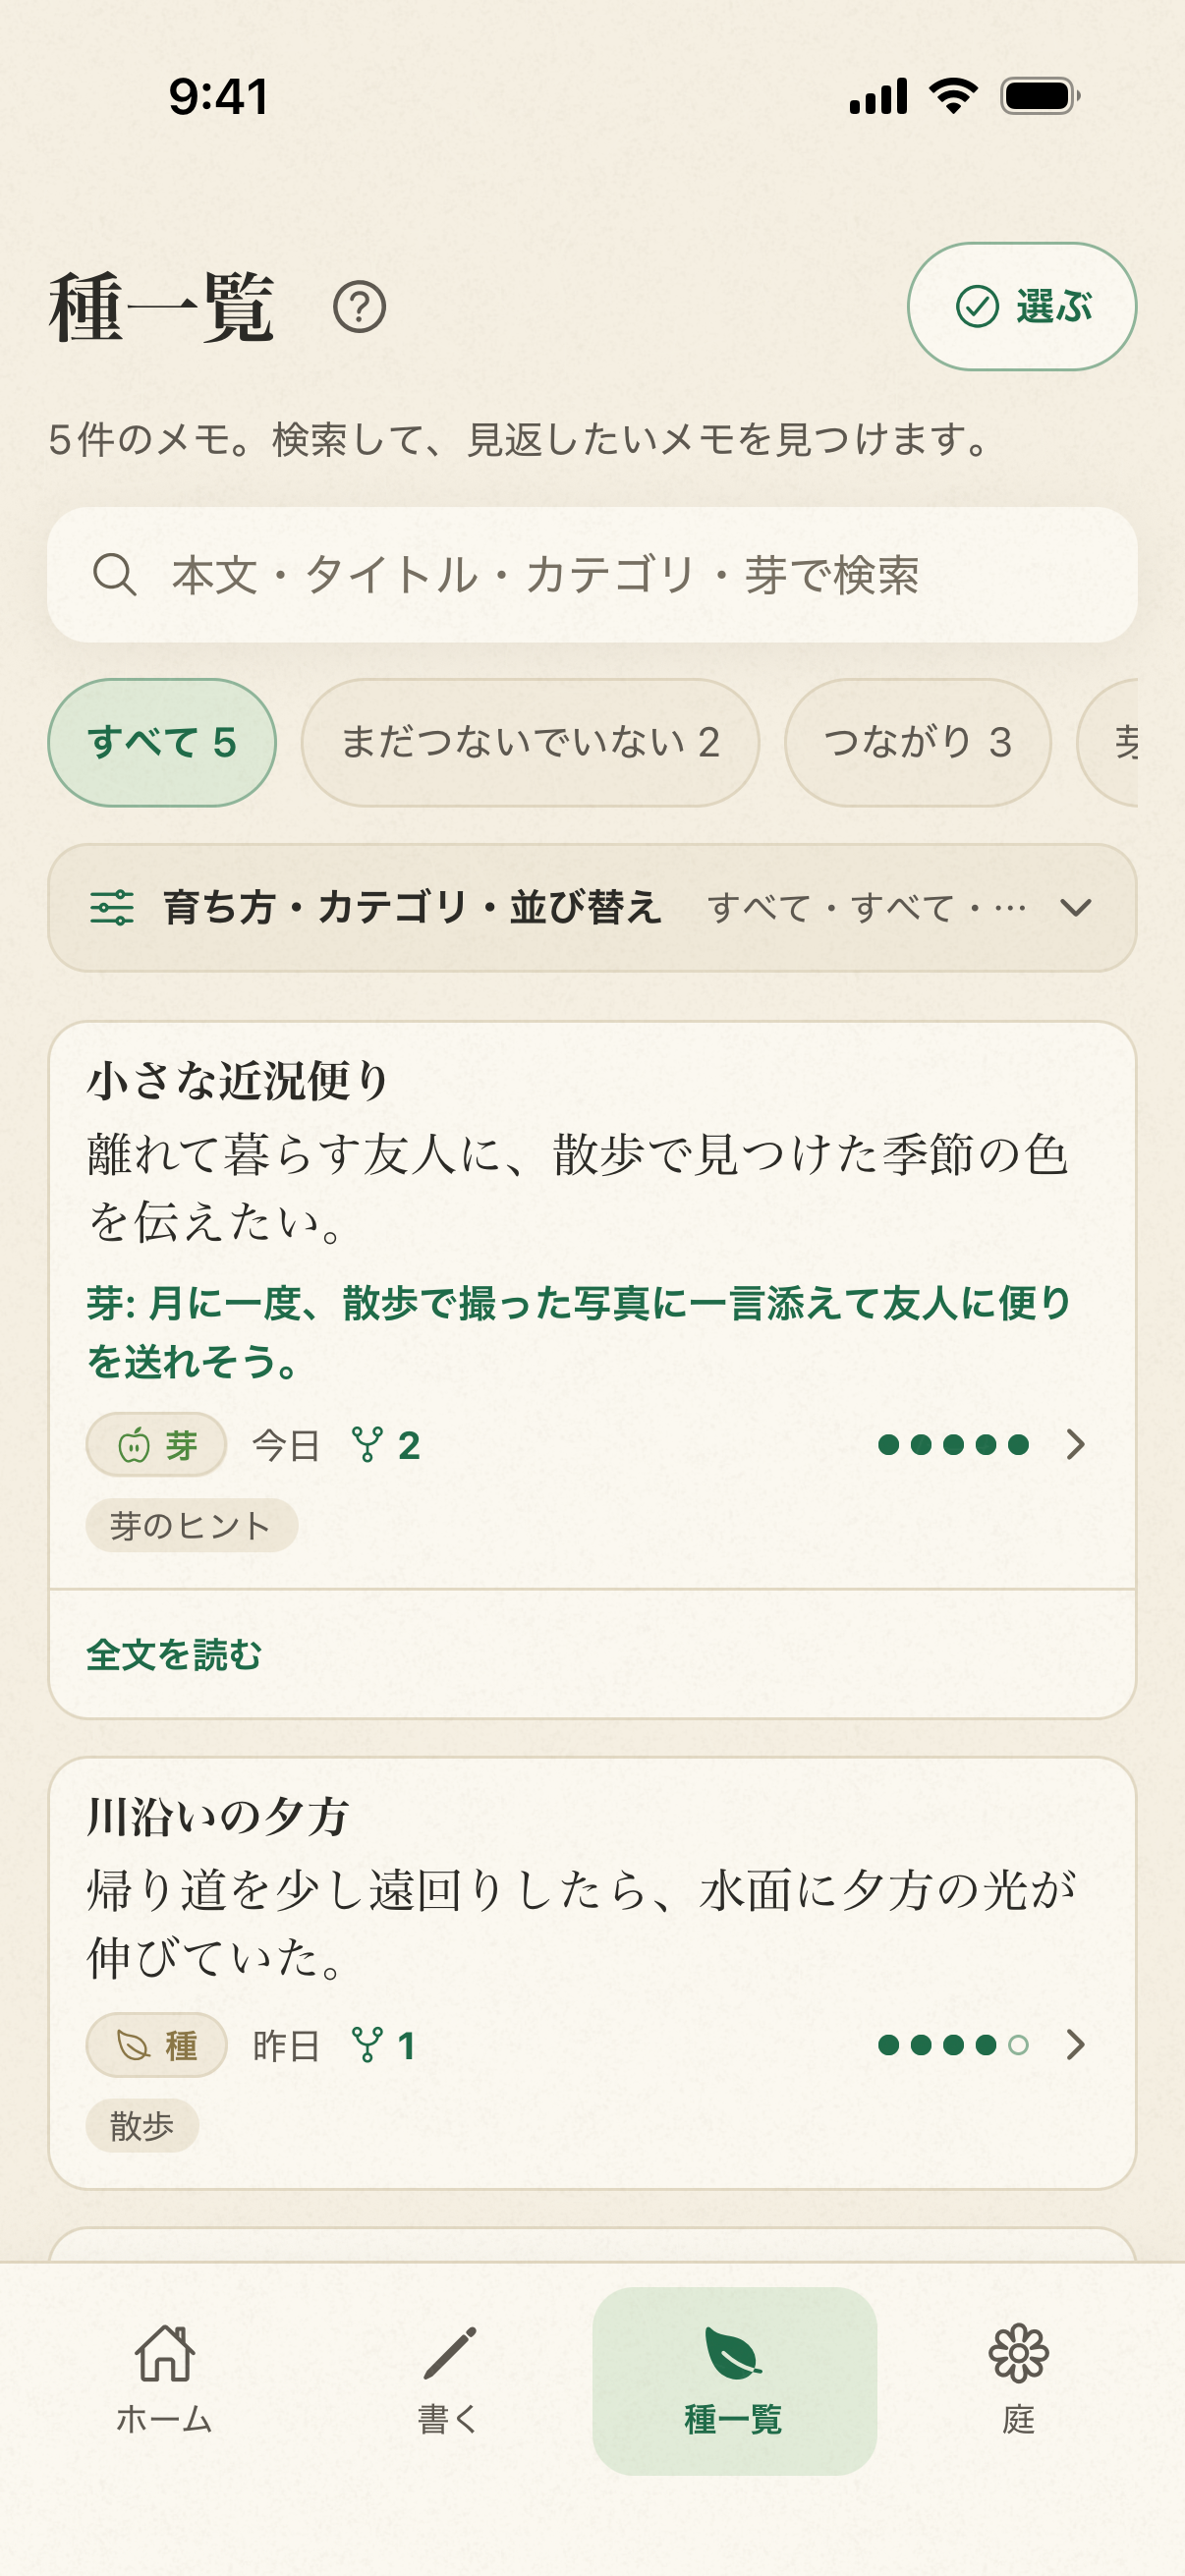 9:41
種一覧
選ぶ
5件のメモ。検索して、見返したいメモを見つけます。
本文・タイトル・カテゴリ・芽で検索
すべて 5 まだつないでいない 2 つながり 3
育ち方・カテゴリ・並び替え すべて・すべて・…
小さな近況便り
離れて暮らす友人に、散歩で見つけた季節の色
を伝えたい。
芽: 月に一度、散歩で撮った写真に一言添えて友人に便り
を送れそう。
芽 今日 2
芽のヒント
全文を読む
川沿いの夕方
帰り道を少し遠回りしたら、水面に夕方の光が
伸びていた。
種 昨日 1
散歩
ホーム 書く 種一覧 庭